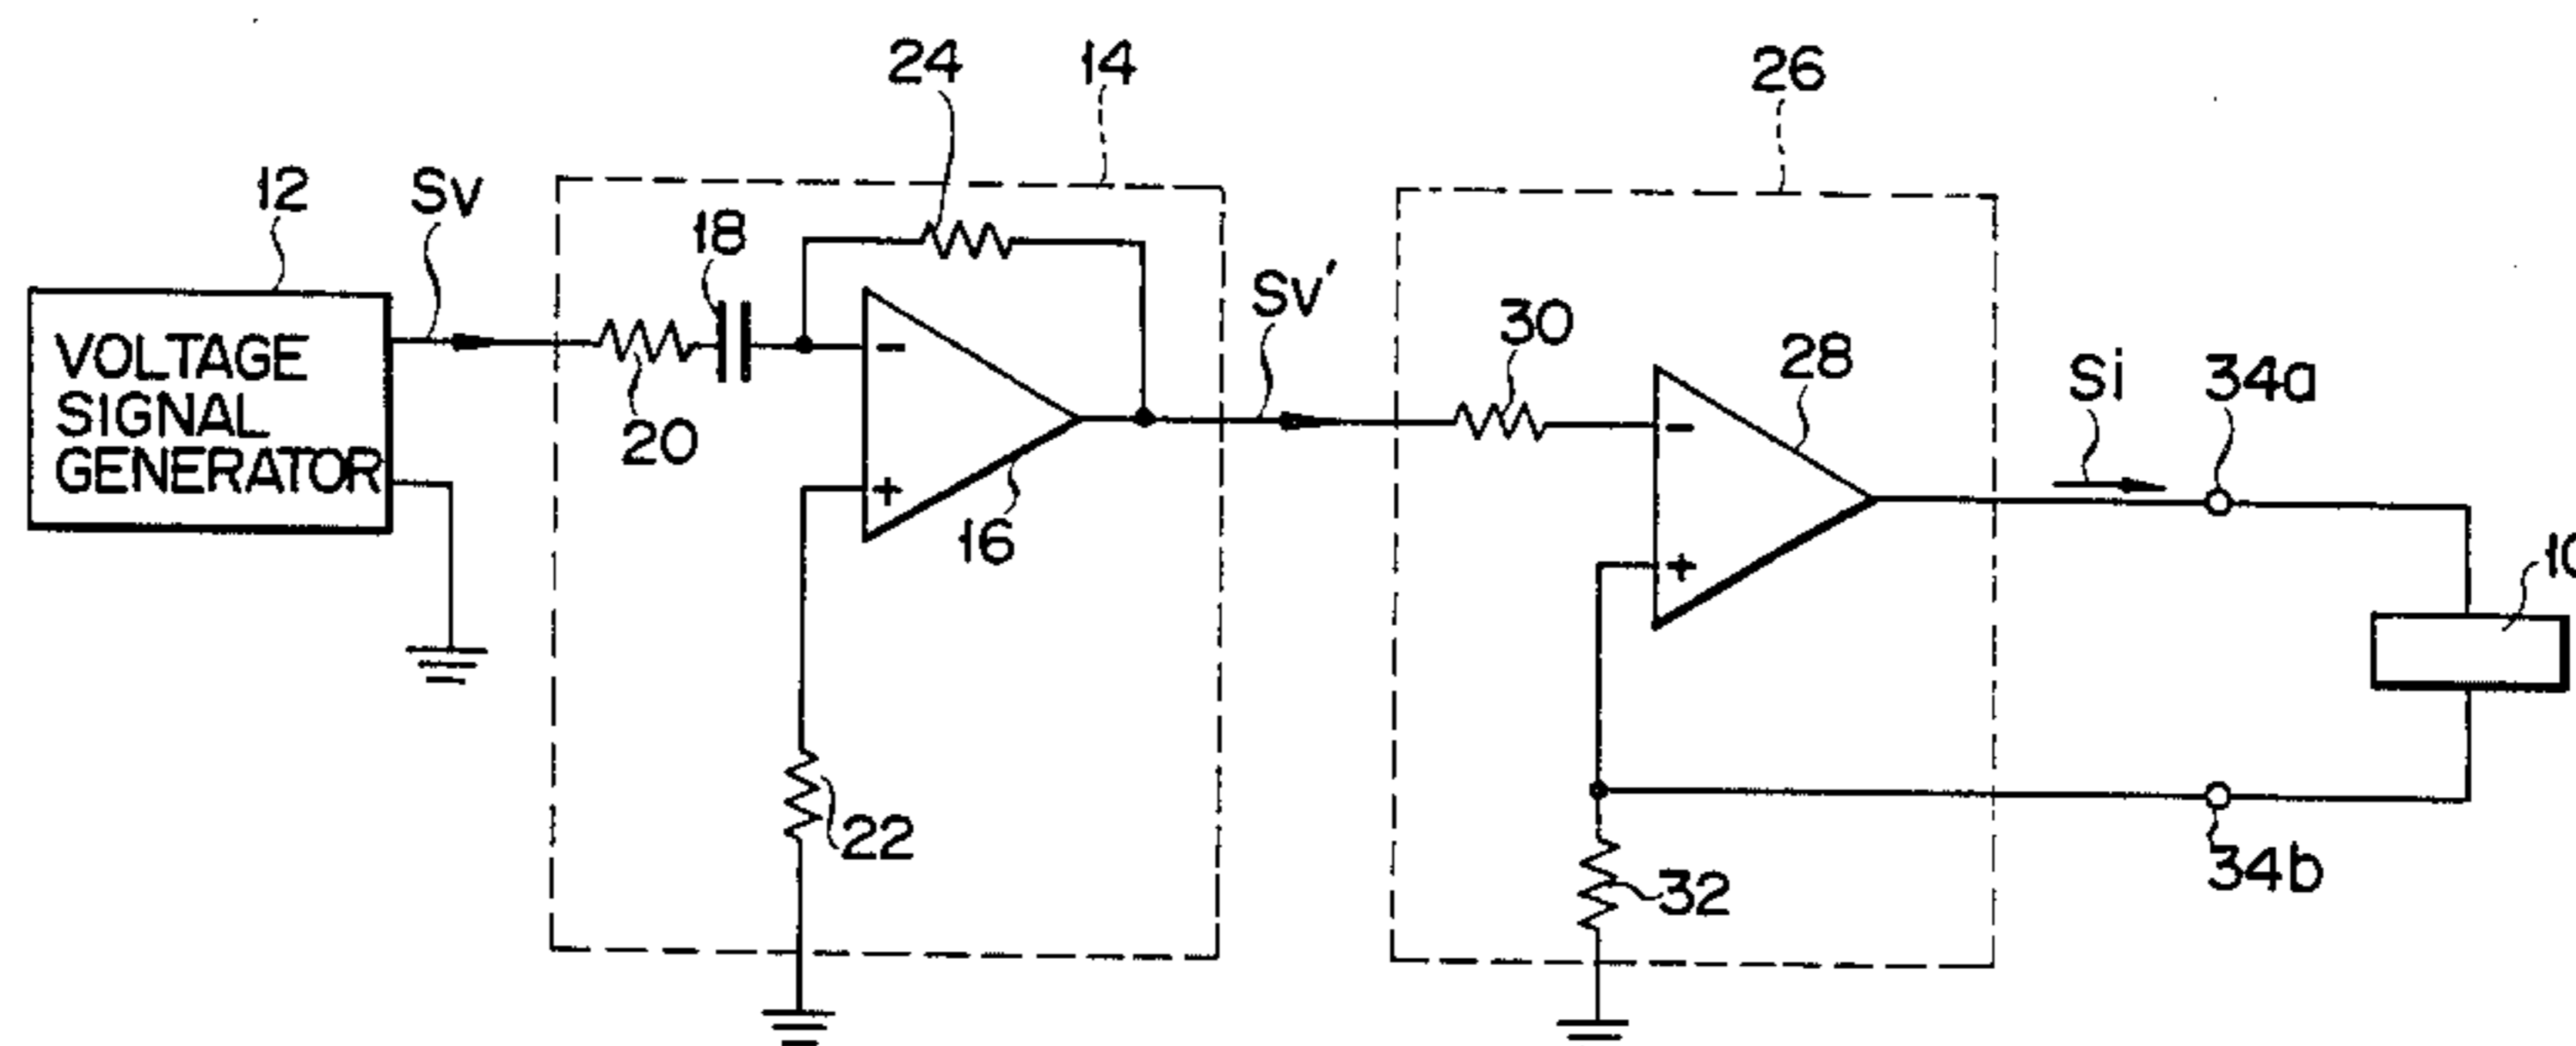 24
14
26
12
Sv
18
Sv'
30
28
Si
34a
VOLTAGE
SIGNAL
GENERATOR
20
-
+
16
-
+
22
32
34b